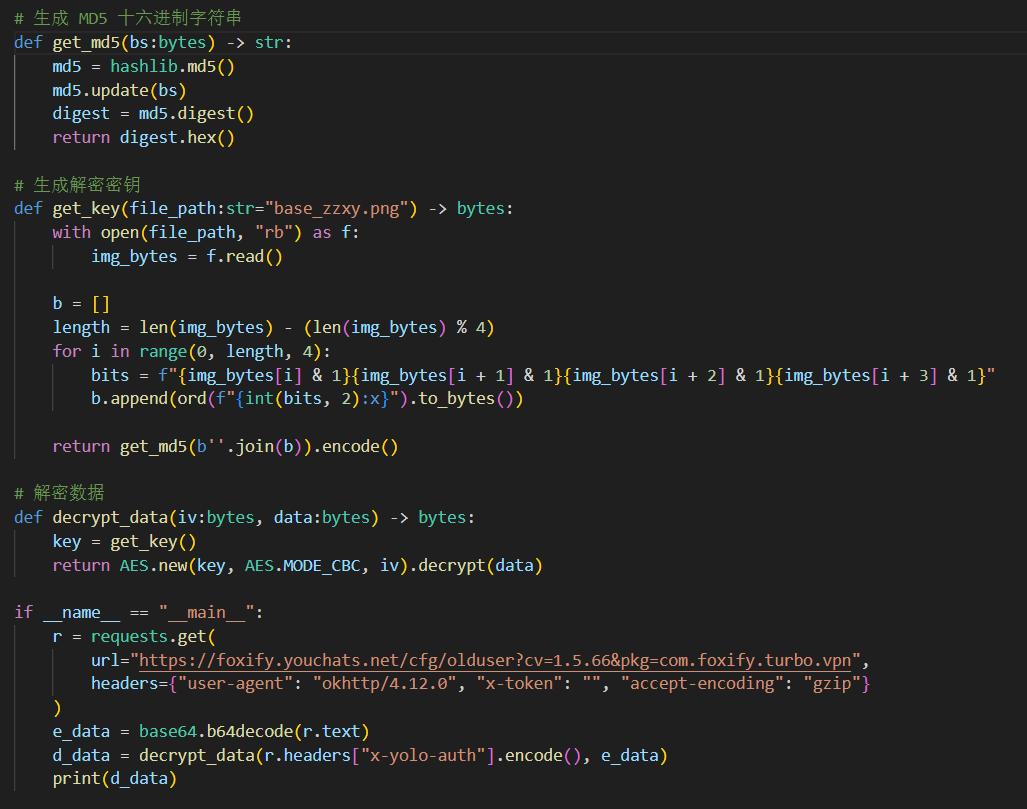 # 生成 MD5 十六进制字符串
def get_md5(bs:bytes) -> str:
    md5 = hashlib.md5()
    md5.update(bs)
    digest = md5.digest()
    return digest.hex()
# 生成解密密钥
def get_key(file_path:str="base_zzxy.png") -> bytes:
    with open(file_path, "rb") as f:
        img_bytes = f.read()
    b = []
    length = len(img_bytes) - (len(img_bytes) % 4)
    for i in range(0, length, 4):
        bits = f"{img_bytes[i] & 1}{img_bytes[i + 1] & 1}{img_bytes[i + 2] & 1}{img_bytes[i + 3] & 1}"
        b.append(ord(f"{int(bits, 2):x}").to_bytes())
    return get_md5(b''.join(b)).encode()
# 解密数据
def decrypt_data(iv:bytes, data:bytes) -> bytes:
    key = get_key()
    return AES.new(key, AES.MODE_CBC, iv).decrypt(data)
if __name__ == "__main__":
    r = requests.get(
        url="https://foxify.youchats.net/cfg/olduser?cv=1.5.66&pkg=com.foxify.turbo.vpn",
        headers={"user-agent": "okhttp/4.12.0", "x-token": "", "accept-encoding": "gzip"}
    )
    e_data = base64.b64decode(r.text)
    d_data = decrypt_data(r.headers["x-yolo-auth"].encode(), e_data)
    print(d_data)